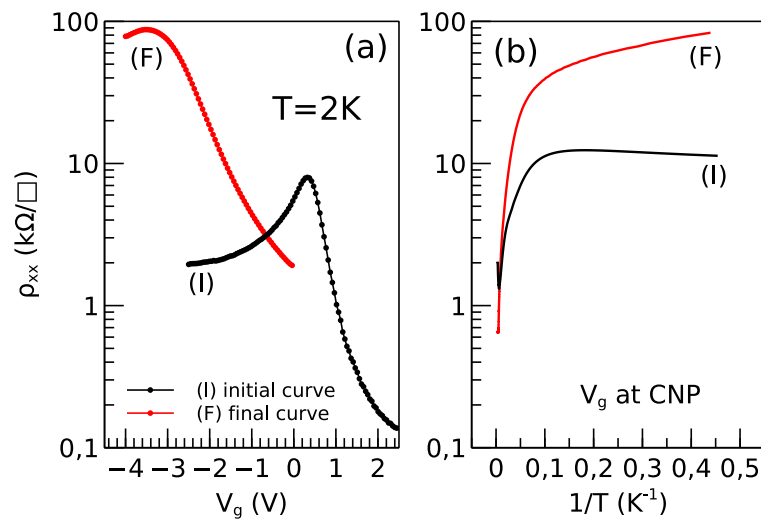 (a)
(F)
T=2K
(I)
(I) initial curve
(F) final curve
100
10
1
0,1
ρxx (kΩ/□)
−4 −3 −2 −1 0 1 2
Vg (V)
(b)
(F)
(I)
Vg at CNP
100
10
1
0,1
0 0,1 0,2 0,3 0,4 0,5
1/T (K-1)